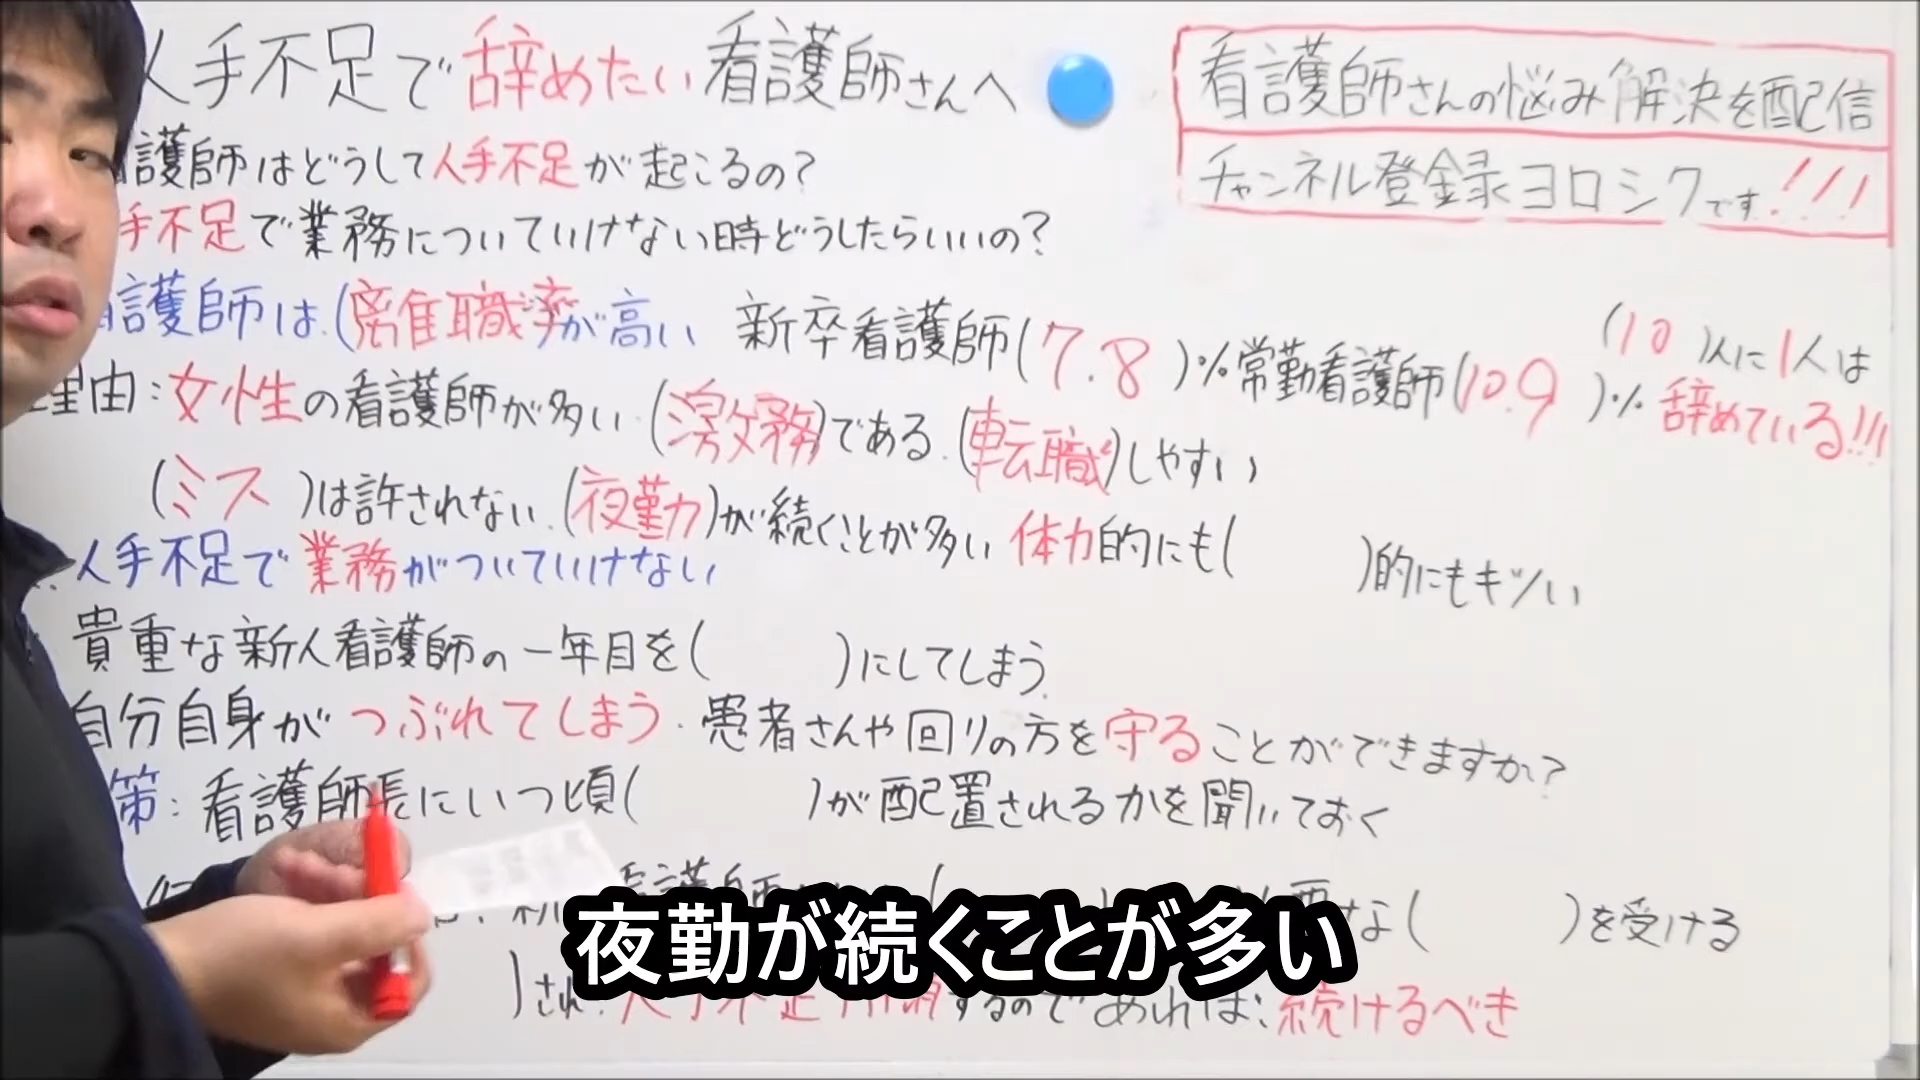 人手不足で辞めたい看護師さんへ
看護師さんの悩み解決を配信
チャンネル登録ヨロシクです!!!
護師はどうして人手不足が起こるの?
手不足で業務についていけない時どうしたらいいの?
護師は(離職率が高い 新卒看護師(7.8)%常勤看護師(10.9)%
(10)人に1人は
辞めている!!!
理由:女性の看護師が多い.(激務)である.(転職)しやすい
(ミス )は許されない.(夜勤)が続くことが多い 体力的にも( )的にもキツい
人手不足で業務がついていけない
貴重な新人看護師の一年目を( )にしてしまう.
自分自身がつぶれてしまう.患者さんや回りの方を守ることができますか?
策:看護師長にいつ頃( )が配置されるかを聞いておく
な( )を受ける
夜勤が続くことが多い
)され するのであれば:続けるべき